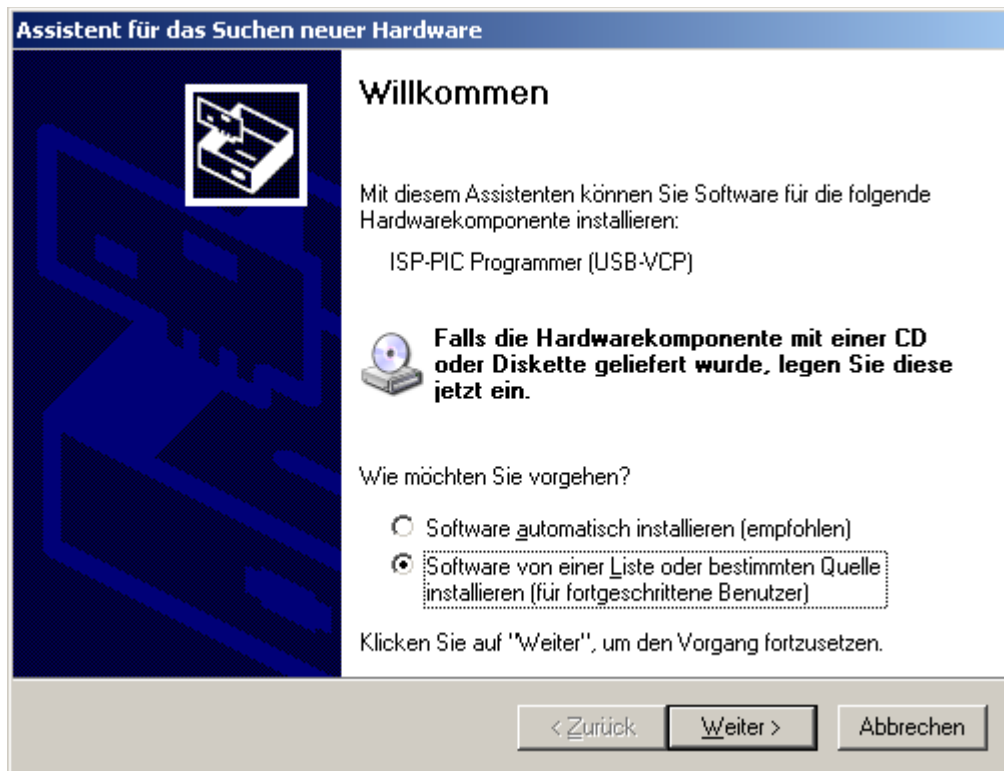 Assistent für das Suchen neuer Hardware
Willkommen
Mit diesem Assistenten können Sie Software für die folgende
Hardwarekomponente installieren:
ISP-PIC Programmer (USB-VCP)
Falls die Hardwarekomponente mit einer CD
oder Diskette geliefert wurde, legen Sie diese
jetzt ein.
Wie möchten Sie vorgehen?
Software automatisch installieren (empfohlen)
Software von einer Liste oder bestimmten Quelle
installieren (für fortgeschrittene Benutzer)
Klicken Sie auf "Weiter", um den Vorgang fortzusetzen.
< Zurück Weiter > Abbrechen